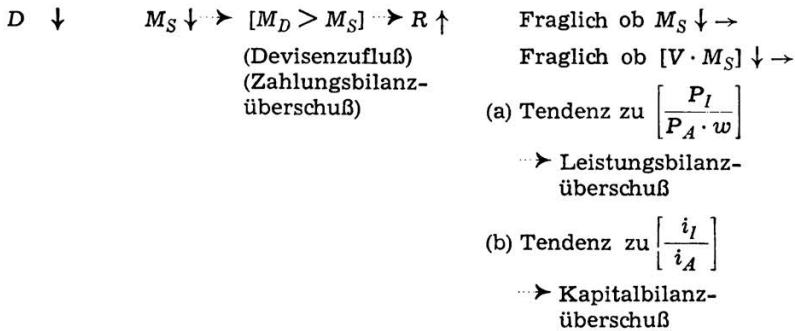 D ↓ M_S ↓ ⋯➤ [M_D > M_S] ⋯➤ R ↑ Fraglich ob M_S ↓ →
(Devisenzufluß) Fraglich ob [V · M_S] ↓ →
(Zahlungsbilanz-
überschuß)
(a) Tendenz zu [P_I / (P_A · w)]
⋯➤ Leistungsbilanz-
überschuß
(b) Tendenz zu [i_I / i_A]
⋯➤ Kapitalbilanz-
überschuß